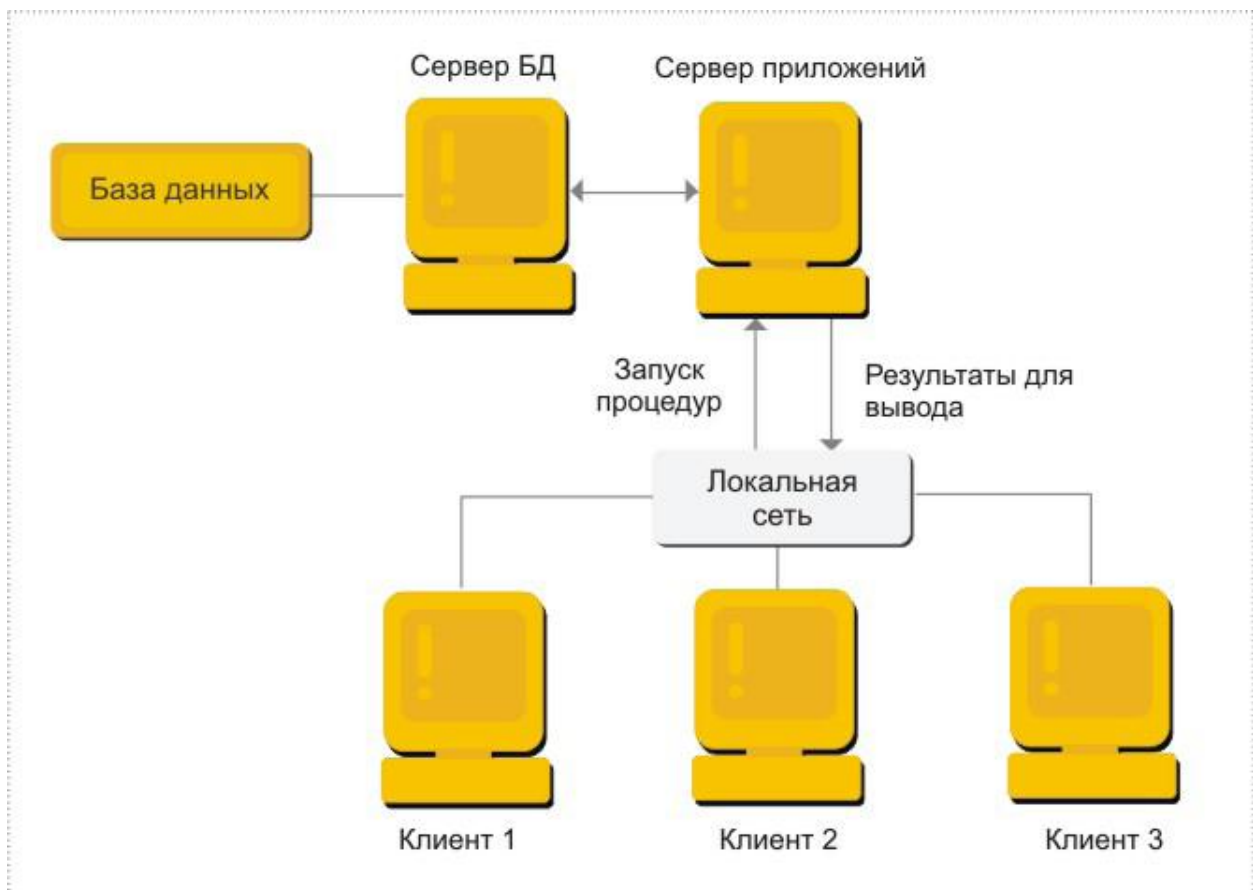 Сервер БД
Сервер приложений
База данных
Запуск
процедур
Результаты для
вывода
Локальная
сеть
Клиент 1
Клиент 2
Клиент 3